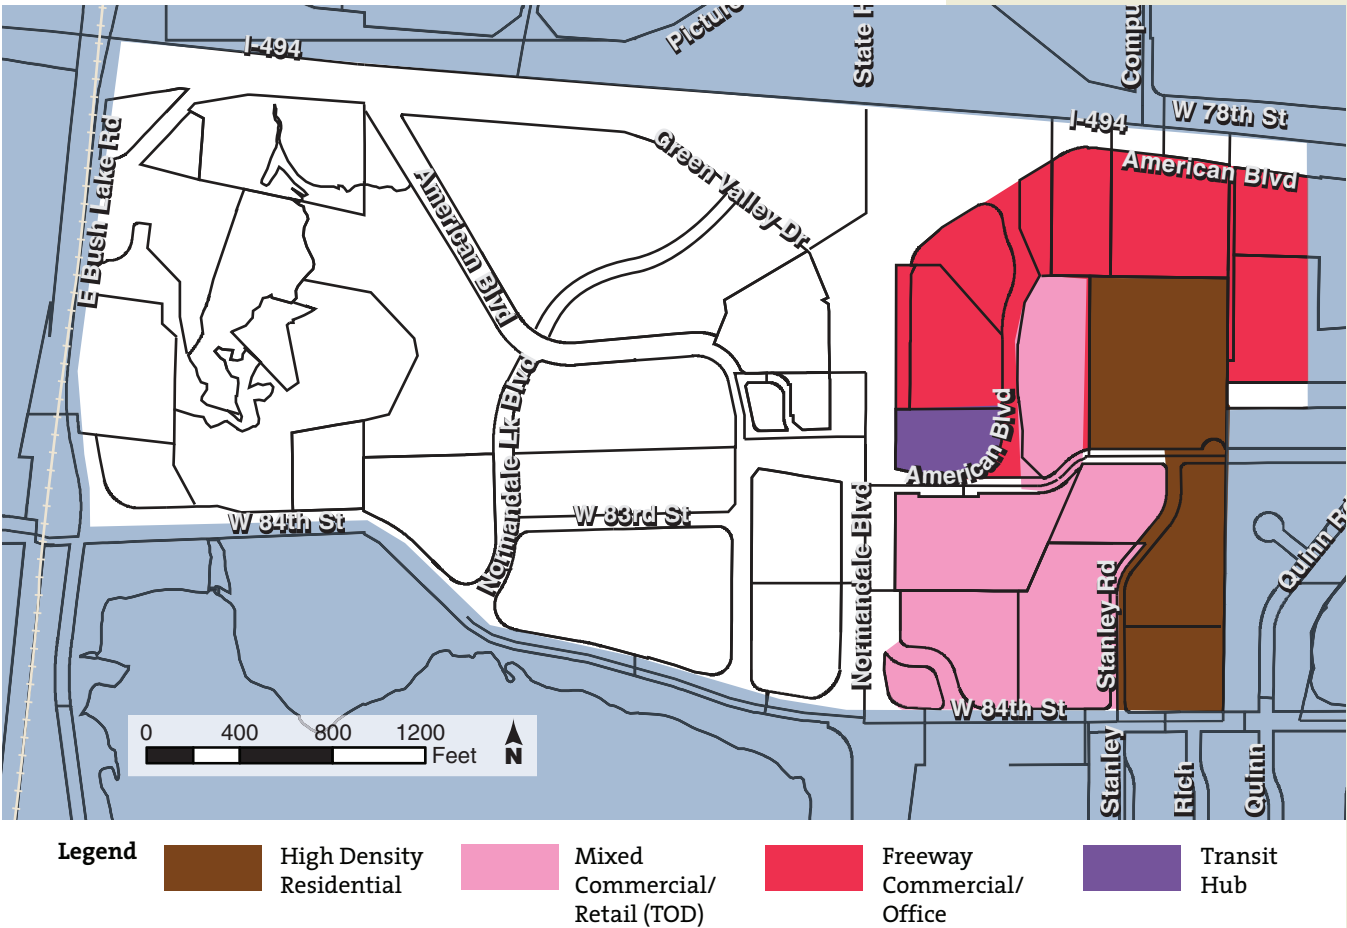 Picture
State H
Compu
I-494
W 78th St
I-494
American Blvd
Green Valley Dr
E Bush Lake Rd
American Blvd
Normandale Lk Blvd
American Blvd
American Blvd
W 83rd St
W 84th St
Normandale Blvd
Stanley Rd
Quinn R
W 84th St
0 400 800 1200
Feet
N
Stanley
Rich
Quinn
Legend
High Density
Residential
Mixed
Commercial/
Retail (TOD)
Freeway
Commercial/
Office
Transit
Hub